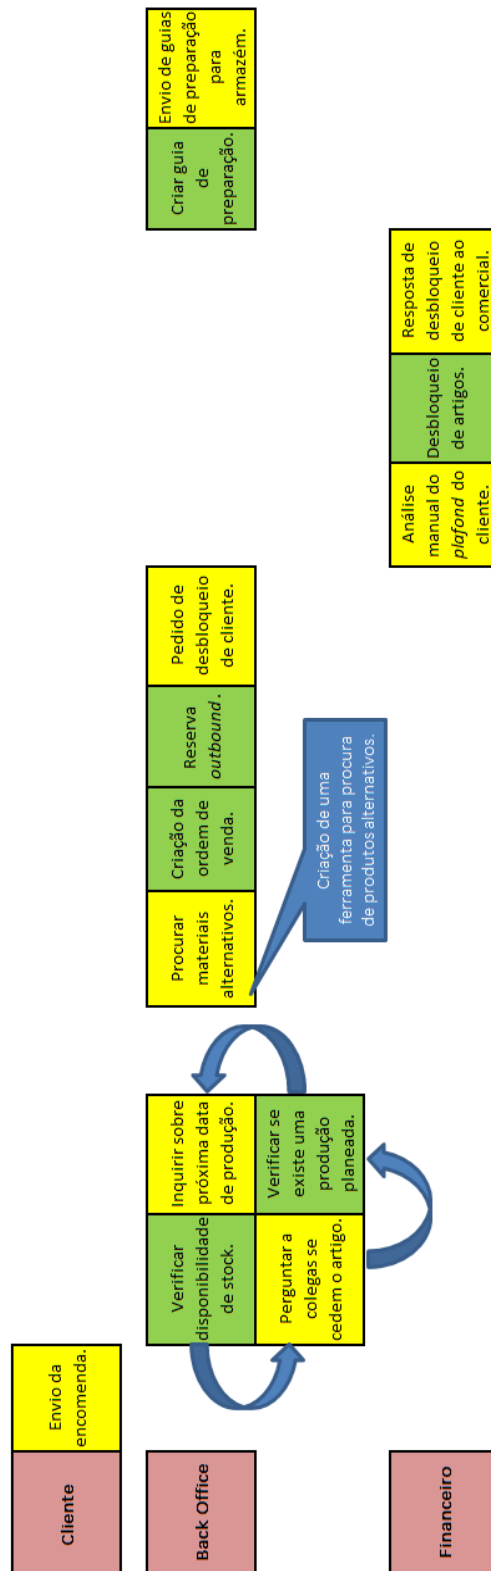 Cliente
Envio da
encomenda.
Back Office
Verificar
disponibilidade
de stock.
Inquirir sobre
próxima data
de produção.
Perguntar a
colegas se
cedem o artigo.
Verificar se
existe uma
produção
planeada.
Procurar
materiais
alternativos.
Criação da
ordem de
venda.
Reserva
outbound.
Pedido de
desbloqueio
de cliente.
Criar guia
de
preparação.
Envio de guias
de preparação
para
armazém.
Criação de uma
ferramenta para procura
de produtos alternativos.
Financeiro
Análise
manual do
plafond do
cliente.
Desbloqueio
de artigos.
Resposta de
desbloqueio
de cliente ao
comercial.